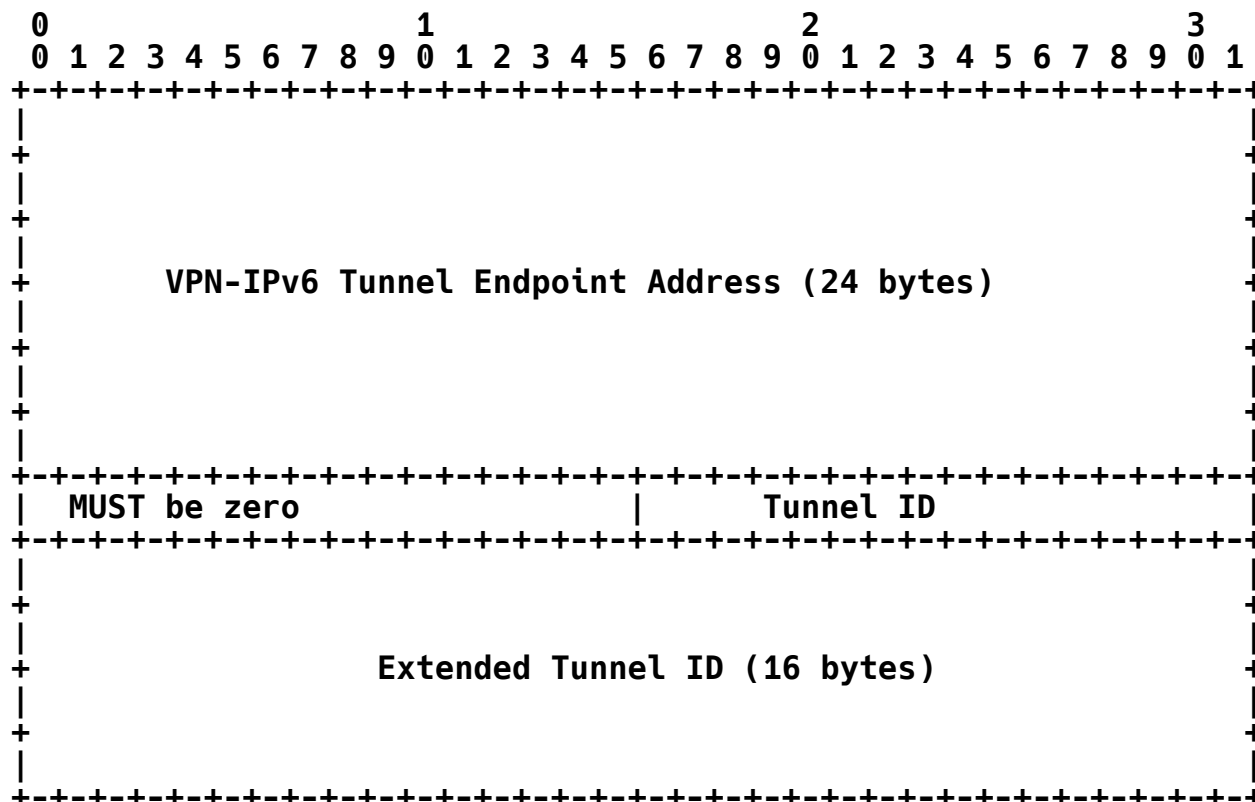 0                   1                   2                   3
0 1 2 3 4 5 6 7 8 9 0 1 2 3 4 5 6 7 8 9 0 1 2 3 4 5 6 7 8 9 0 1
VPN-IPv6 Tunnel Endpoint Address (24 bytes)
MUST be zero | Tunnel ID
Extended Tunnel ID (16 bytes)